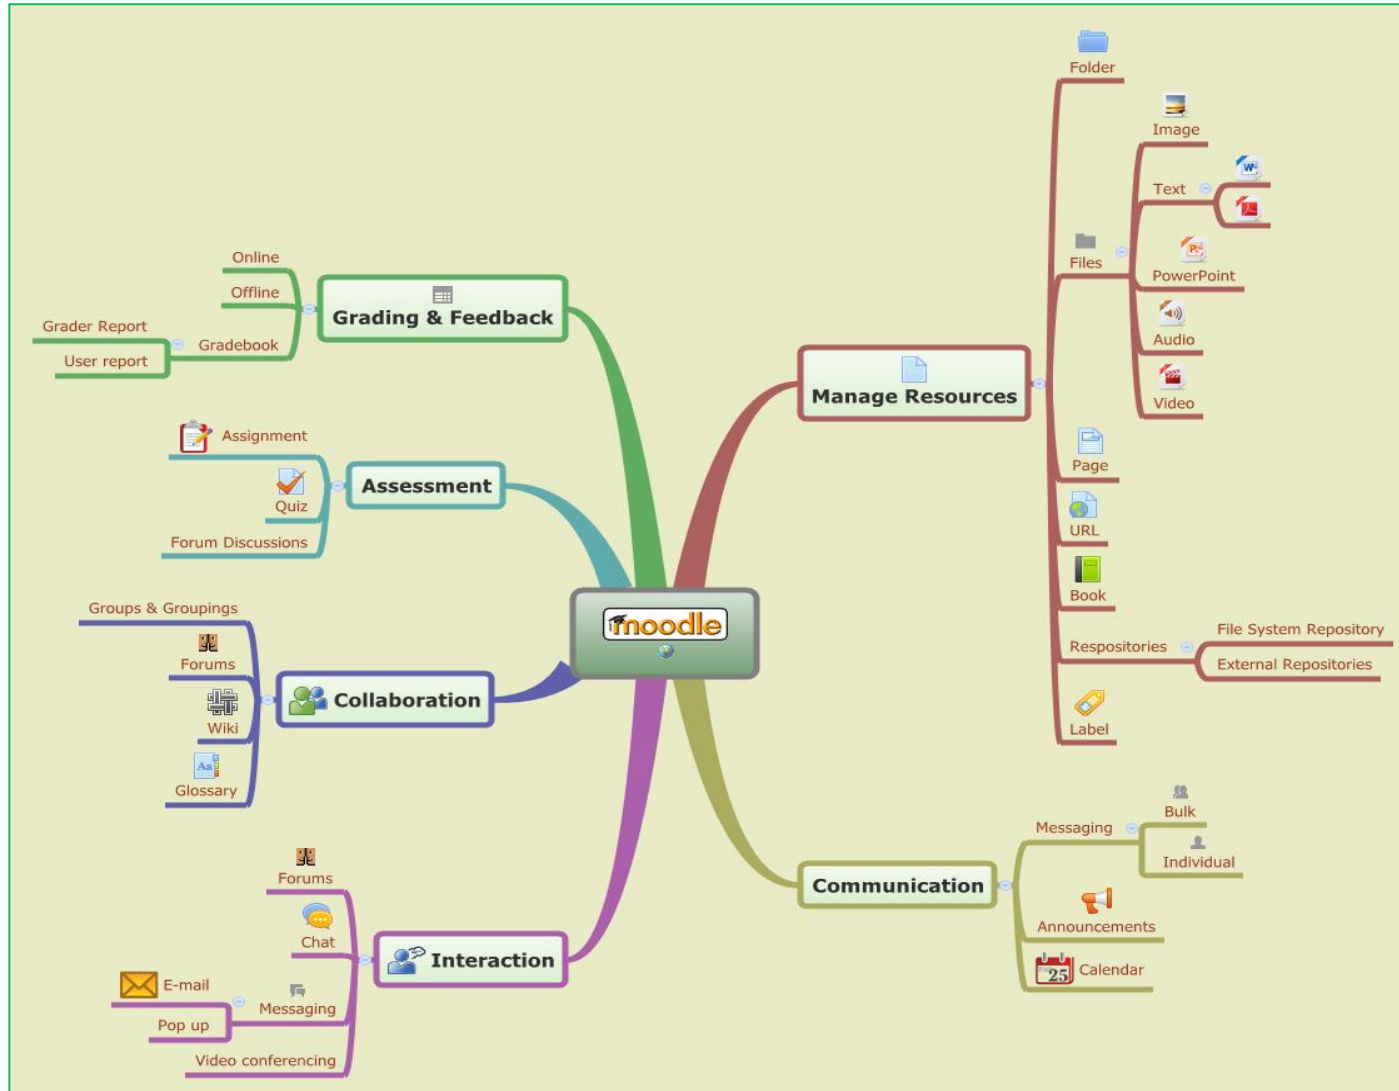 moodle
Grading & Feedback
Online
Offline
Gradebook
Grader Report
User report
Assessment
Assignment
Quiz
Forum Discussions
Collaboration
Groups & Groupings
Forums
Wiki
Glossary
Aa
Interaction
Forums
Chat
Messaging
E-mail
Pop up
Video conferencing
Manage Resources
Folder
Files
Image
Text
W
PowerPoint
Audio
Video
Page
URL
Book
Respositories
File System Repository
External Repositories
Label
Communication
Messaging
Bulk
Individual
Announcements
Calendar
25